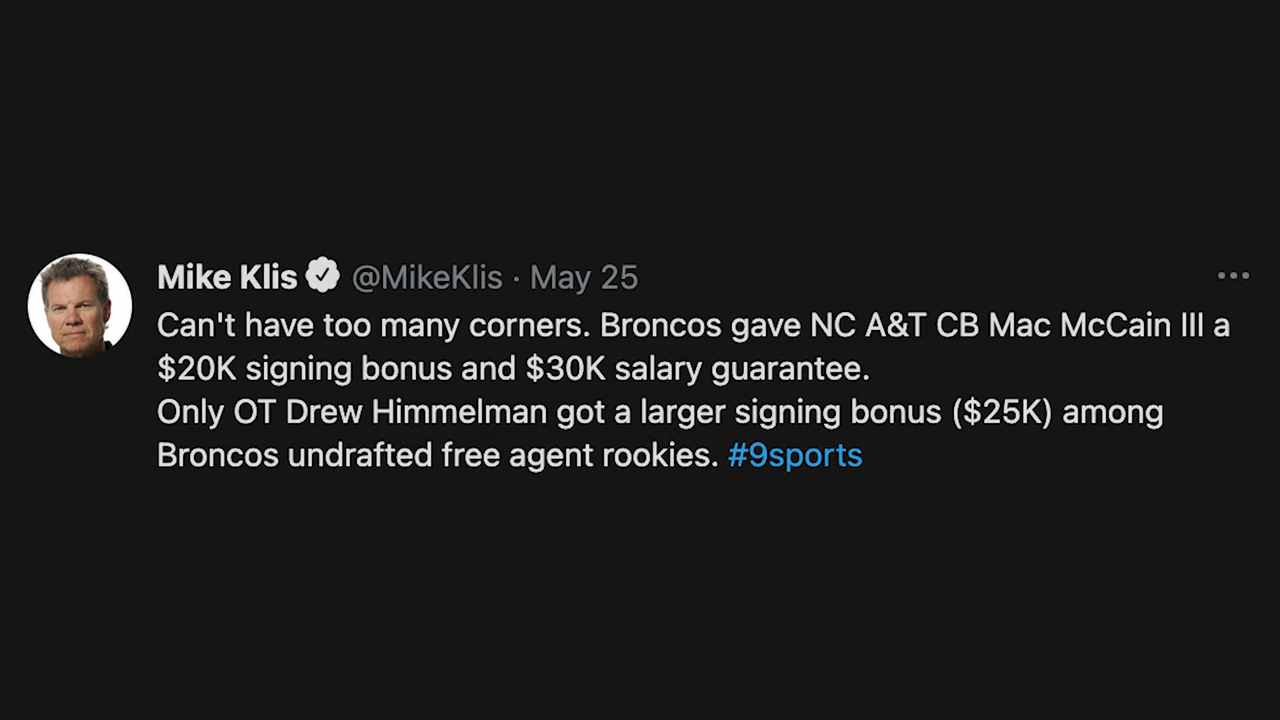 Mike Klis @MikeKlis · May 25
Can't have too many corners. Broncos gave NC A&T CB Mac McCain III a
$20K signing bonus and $30K salary guarantee.
Only OT Drew Himmelman got a larger signing bonus ($25K) among
Broncos undrafted free agent rookies. #9sports